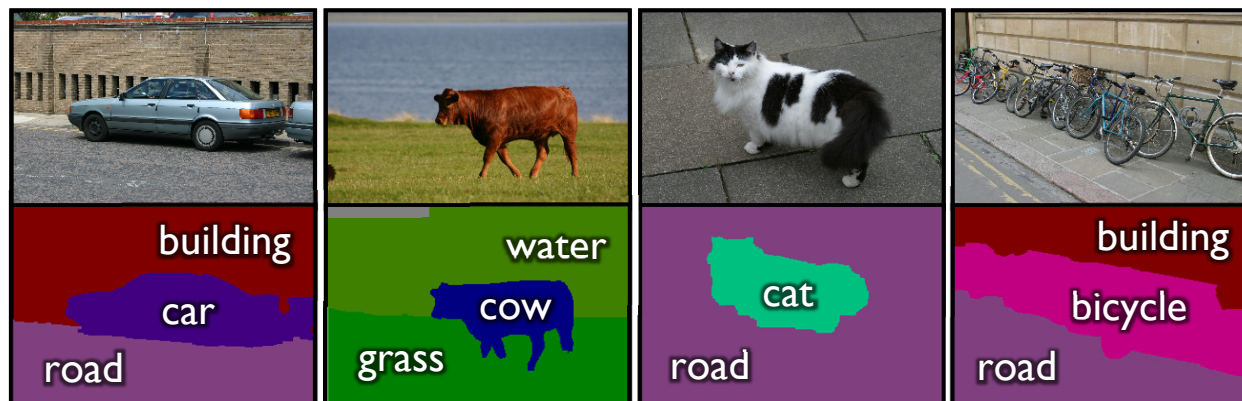 building
car
road
water
cow
grass
cat
road
building
bicycle
road